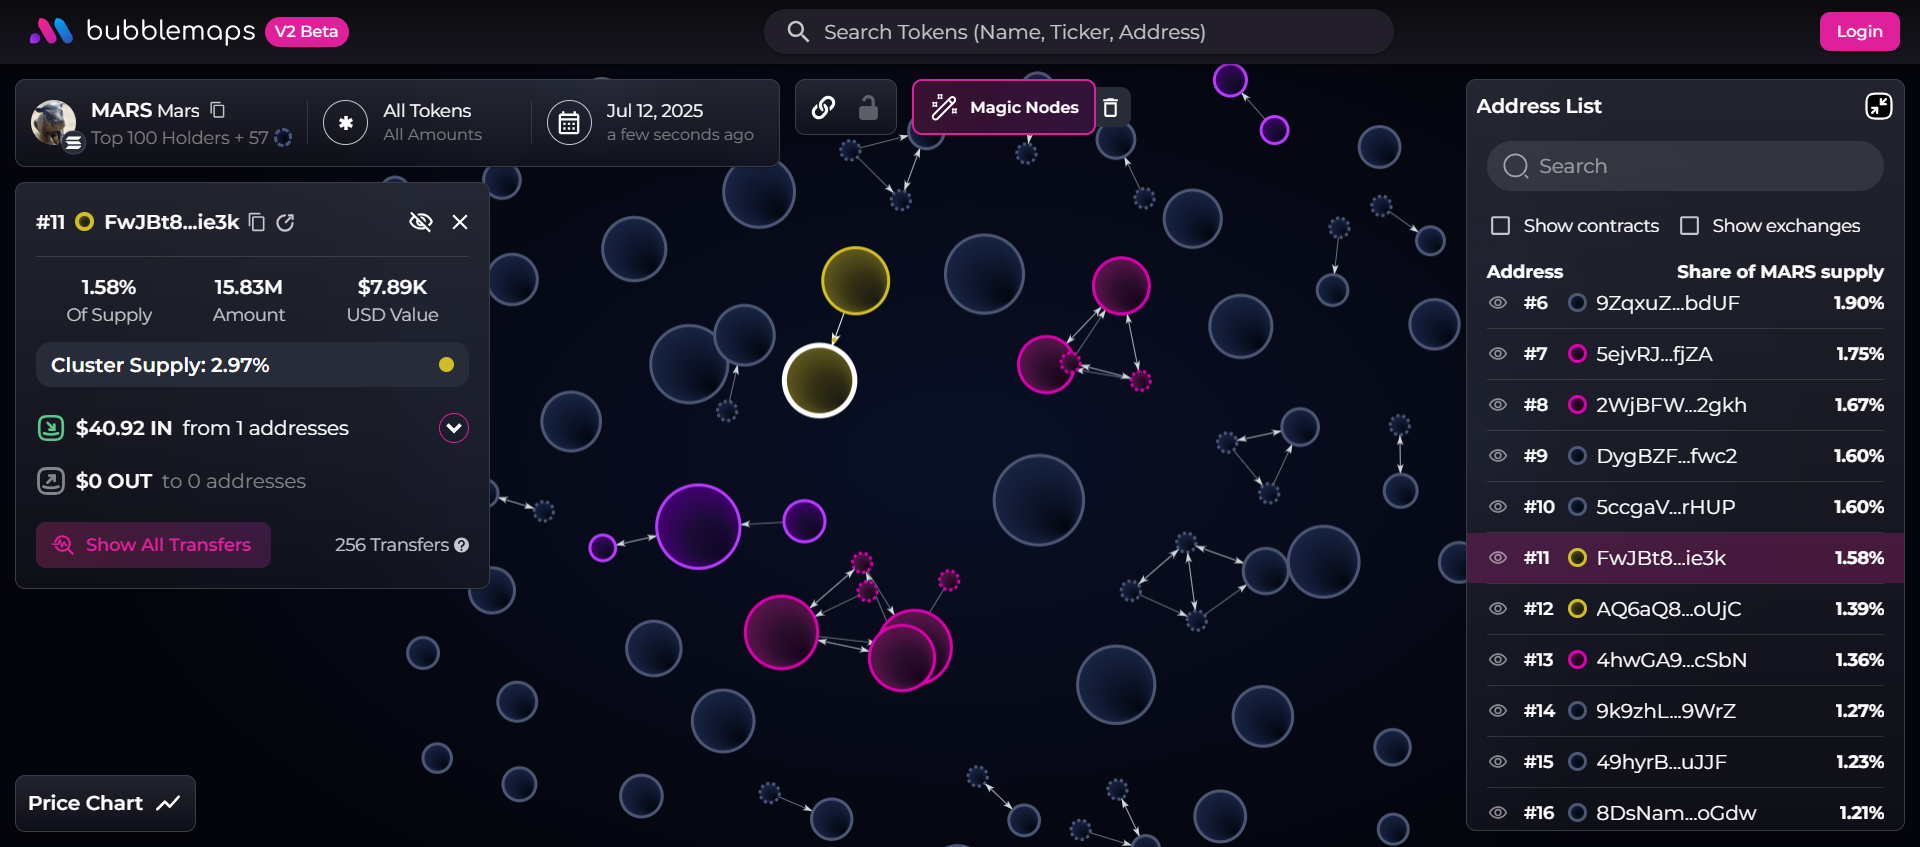 bubblemaps V2 Beta
Search Tokens (Name, Ticker, Address)
Login
MARS Mars
Top 100 Holders + 57
All Tokens
All Amounts
Jul 12, 2025
a few seconds ago
Magic Nodes
#11 FwJBt8...ie3k
1.58% 15.83M $7.89K
Of Supply Amount USD Value
Cluster Supply: 2.97%
$40.92 IN from 1 addresses
$0 OUT to 0 addresses
Show All Transfers 256 Transfers
Price Chart
Address List
Search
Show contracts Show exchanges
Address Share of MARS supply
#6 9ZqxuZ...bdUF 1.90%
#7 5ejvRJ...fjZA 1.75%
#8 2WjBFW...2gkh 1.67%
#9 DygBZF...fwc2 1.60%
#10 5ccgaV...rHUP 1.60%
#11 FwJBt8...ie3k 1.58%
#12 AQ6aQ8...oUjC 1.39%
#13 4hwGA9...cSbN 1.36%
#14 9k9zhL...9WrZ 1.27%
#15 49hyrB...uJJF 1.23%
#16 8DsNam...oGdw 1.21%